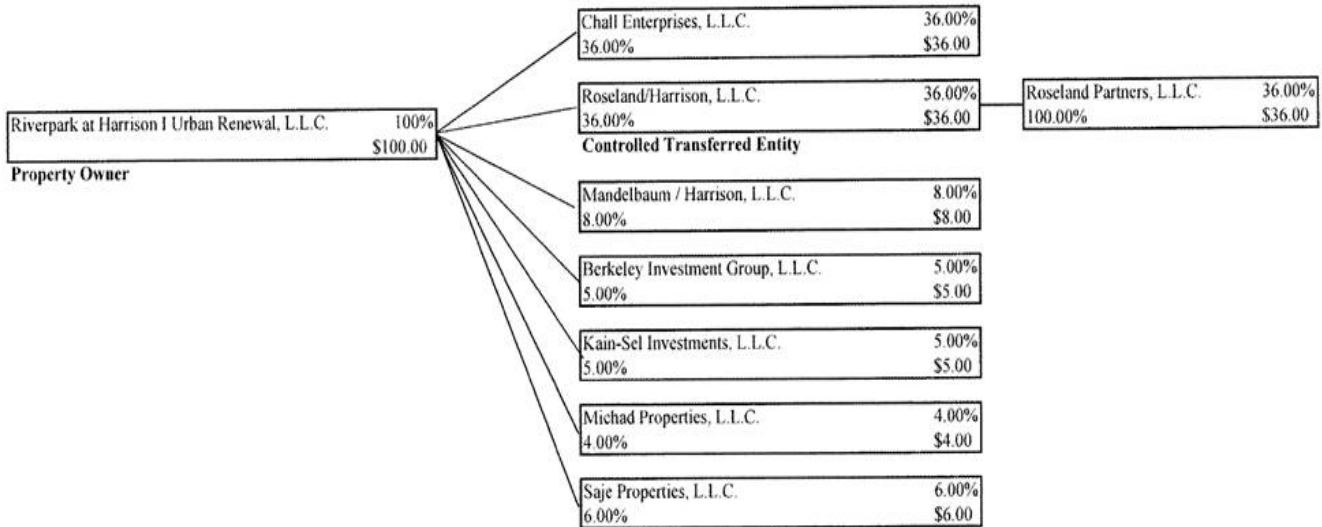 Riverpark at Harrison I Urban Renewal, L.L.C. 100%
$100.00
Property Owner
Chall Enterprises, L.L.C. 36.00%
36.00% $36.00
Roseland/Harrison, L.L.C. 36.00%
36.00% $36.00
Controlled Transferred Entity
Roseland Partners, L.L.C. 36.00%
100.00% $36.00
Mandelbaum / Harrison, L.L.C. 8.00%
8.00% $8.00
Berkeley Investment Group, L.L.C. 5.00%
5.00% $5.00
Kain-Sel Investments, L.L.C. 5.00%
5.00% $5.00
Michad Properties, L.L.C. 4.00%
4.00% $4.00
Saje Properties, L.L.C. 6.00%
6.00% $6.00